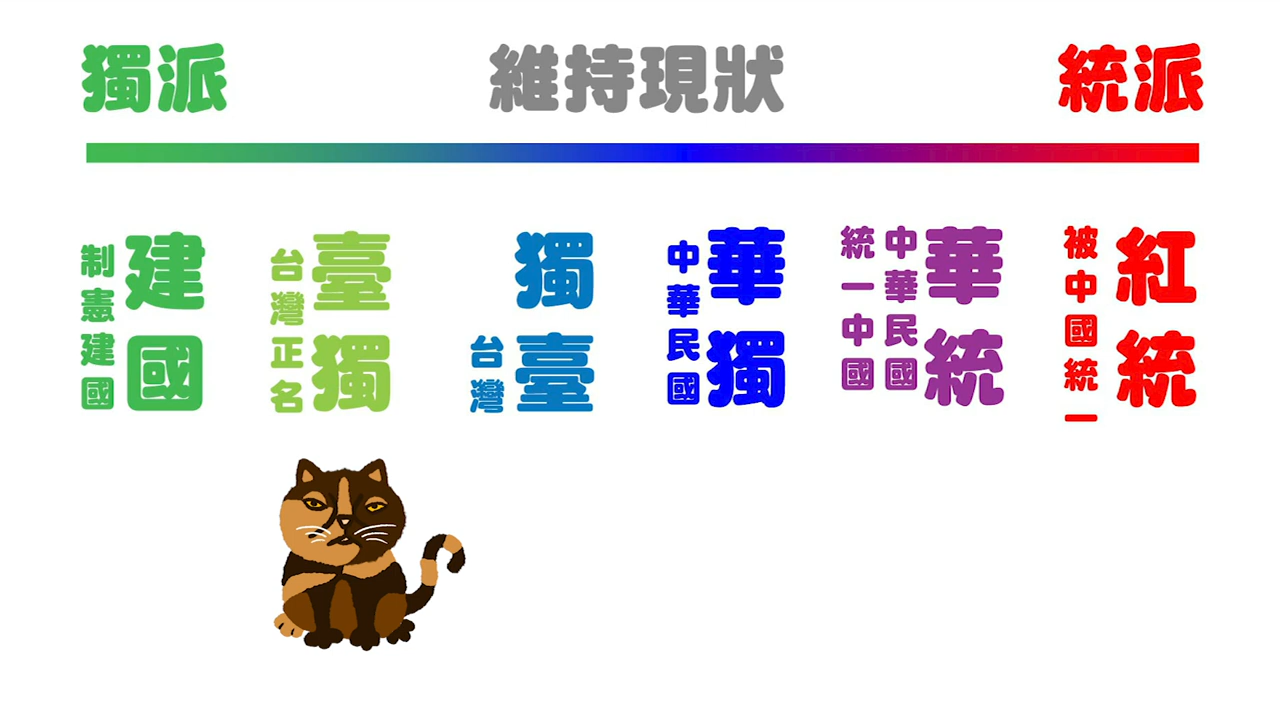 獨派
維持現狀
統派
制憲建國
建國
台灣正名
臺獨
台灣
獨臺
中華民國
華獨
中華民國
統一中國
華統
被中國統一
紅統